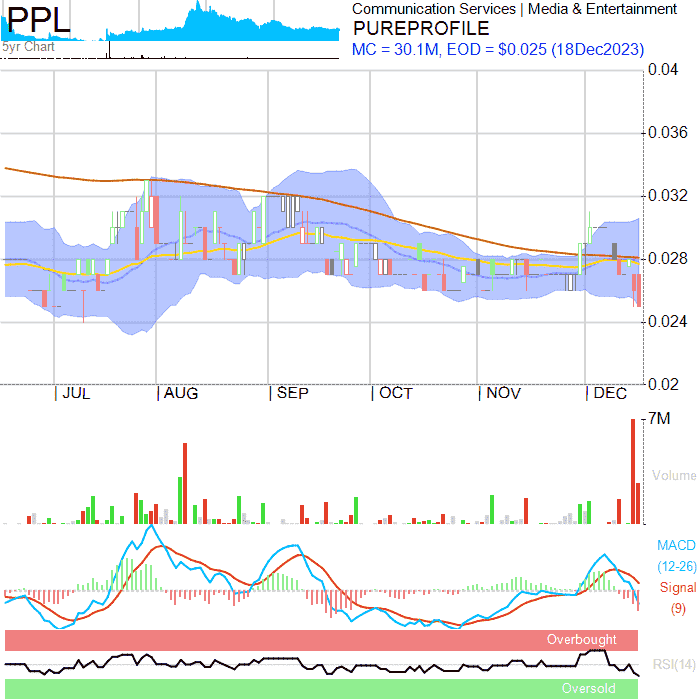 PPL
5yr Chart
Communication Services | Media & Entertainment
PUREPROFILE
MC = 30.1M, EOD = $0.025 (18Dec2023)
0.04
0.036
0.032
0.028
0.024
0.02
JUL
AUG
SEP
OCT
NOV
DEC
7M
Volume
MACD
(12-26)
Signal
(9)
Overbought
RSI(14)
Oversold